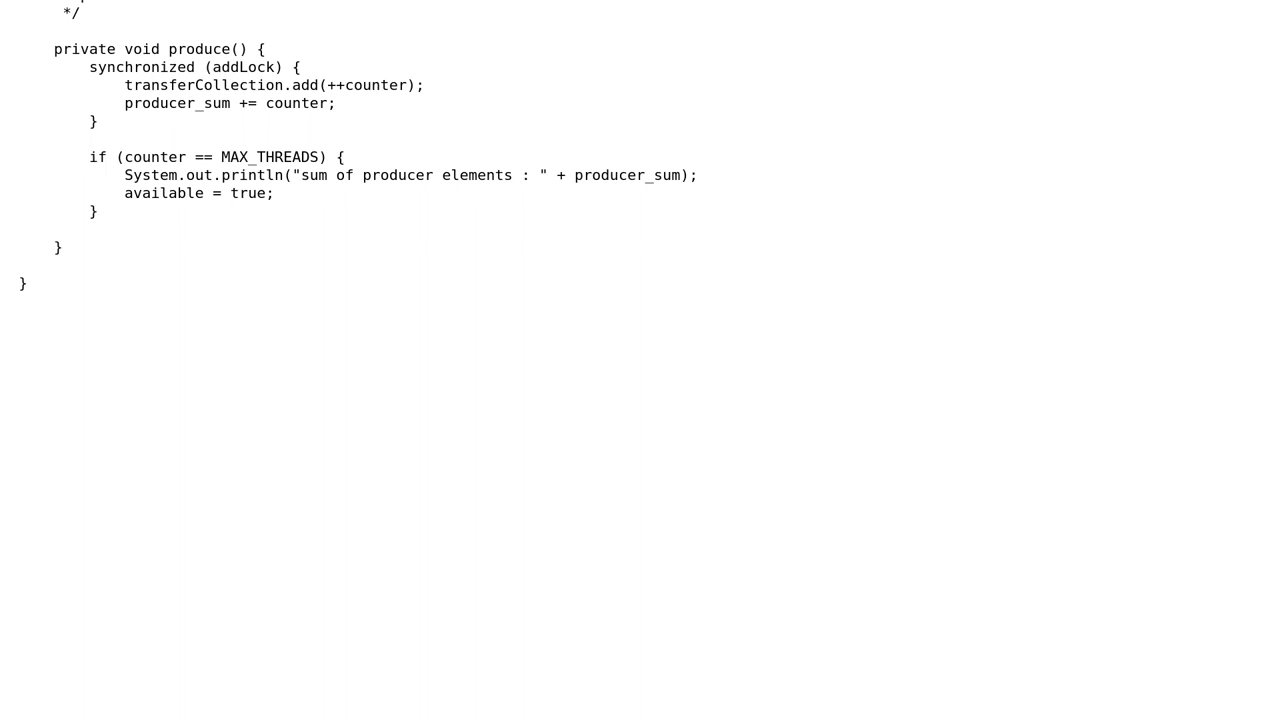 */
private void produce() {
synchronized (addLock) {
transferCollection.add(++counter);
producer_sum += counter;
}
if (counter == MAX_THREADS) {
System.out.println("sum of producer elements : " + producer_sum);
available = true;
}
}
}